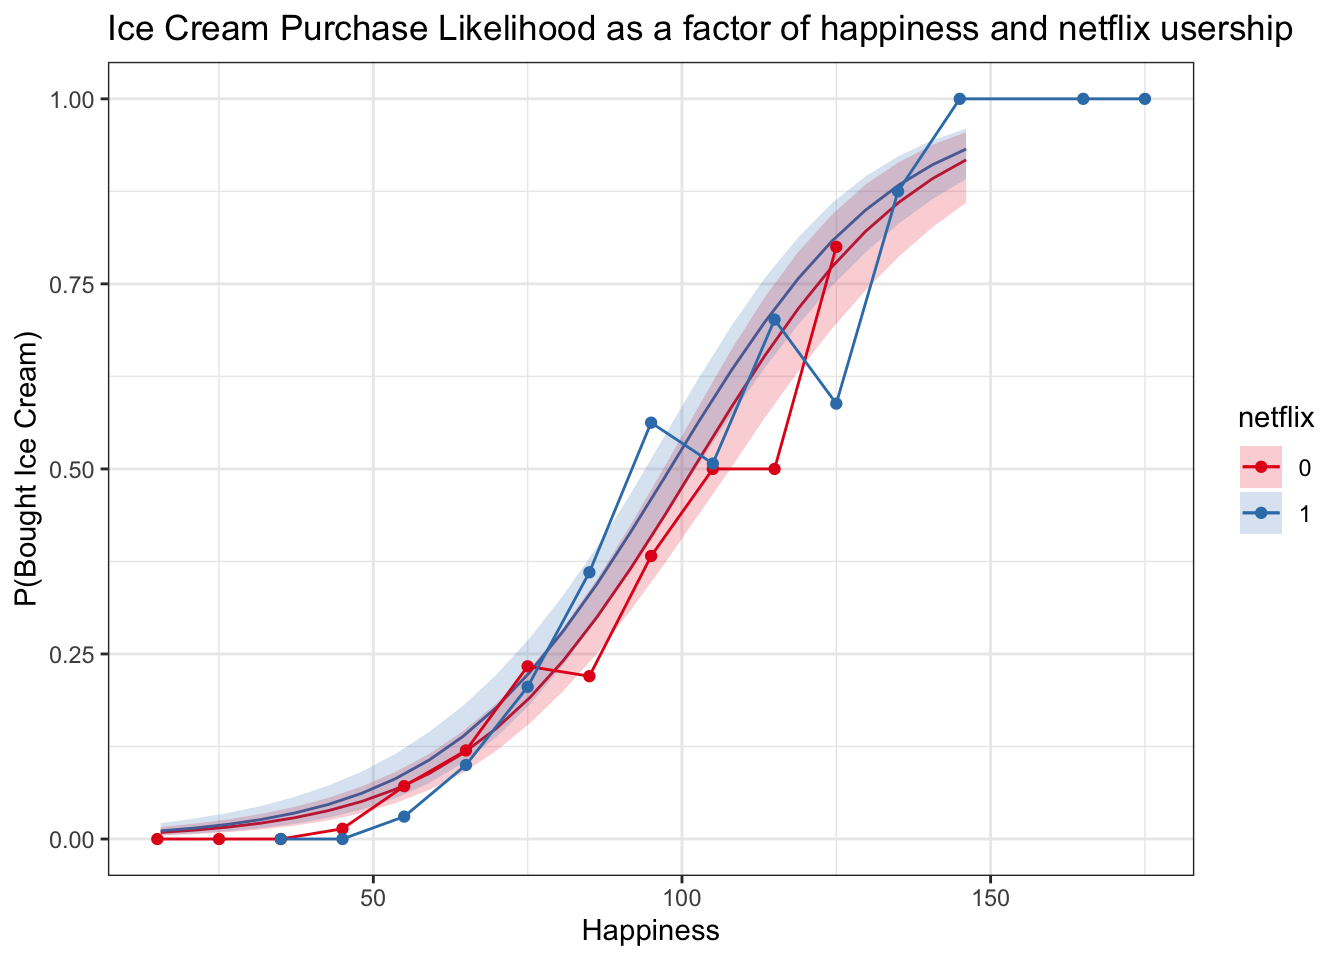 Ice Cream Purchase Likelihood as a factor of happiness and netflix usership
1.00
0.75
0.50
0.25
0.00
P(Bought Ice Cream)
50
100
150
Happiness
netflix
0
1